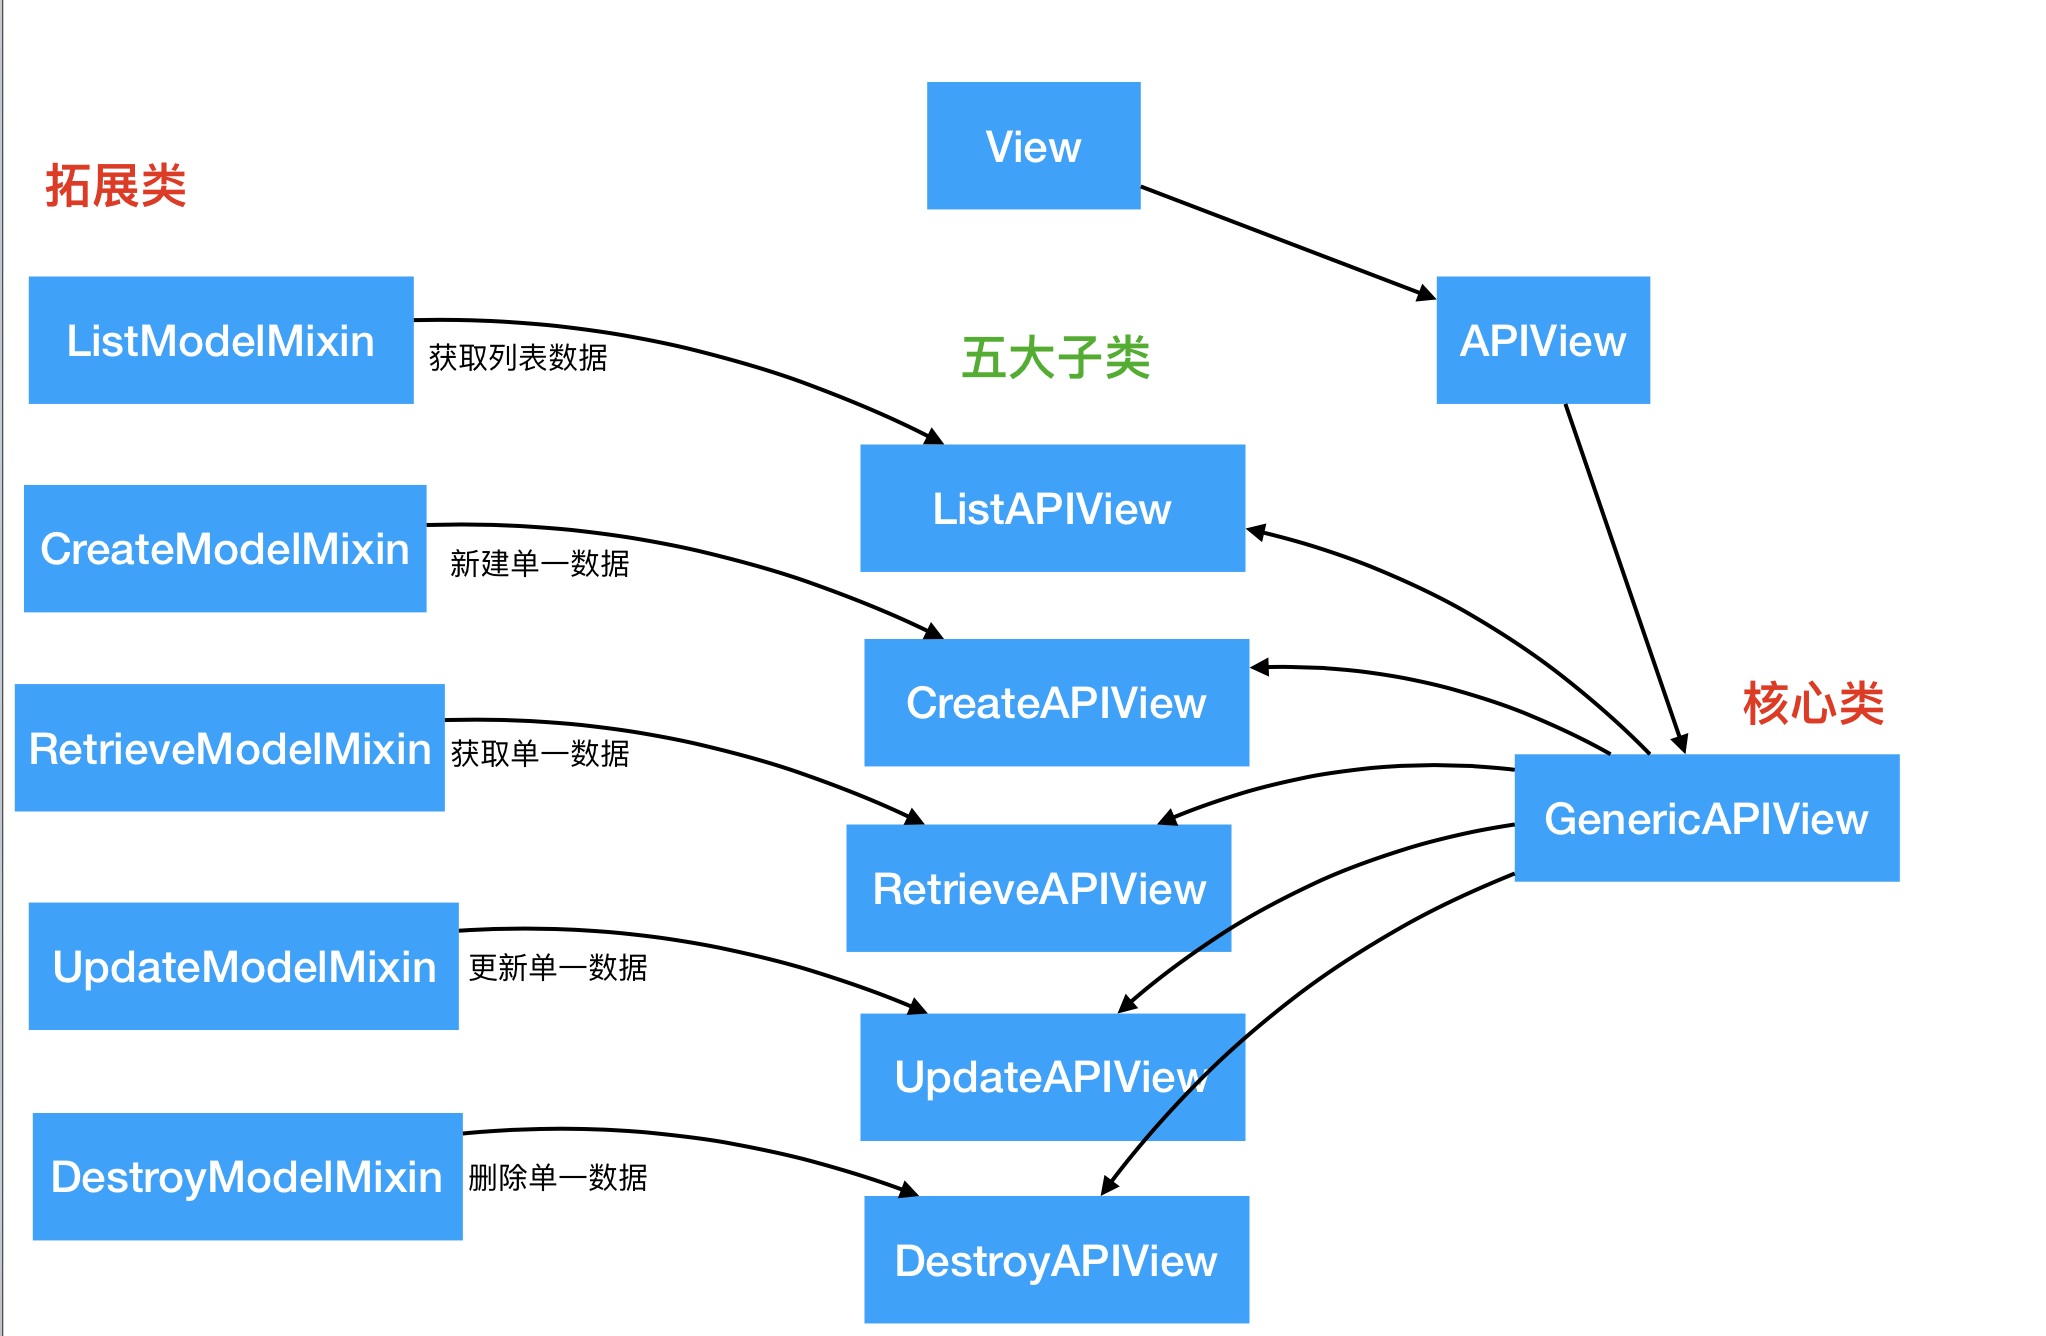 View
拓展类
ListModelMixin
获取列表数据
五大子类
APIView
ListAPIView
CreateModelMixin
新建单一数据
CreateAPIView
核心类
RetrieveModelMixin
获取单一数据
GenericAPIView
RetrieveAPIView
UpdateModelMixin
更新单一数据
UpdateAPIView
DestroyModelMixin
删除单一数据
DestroyAPIView